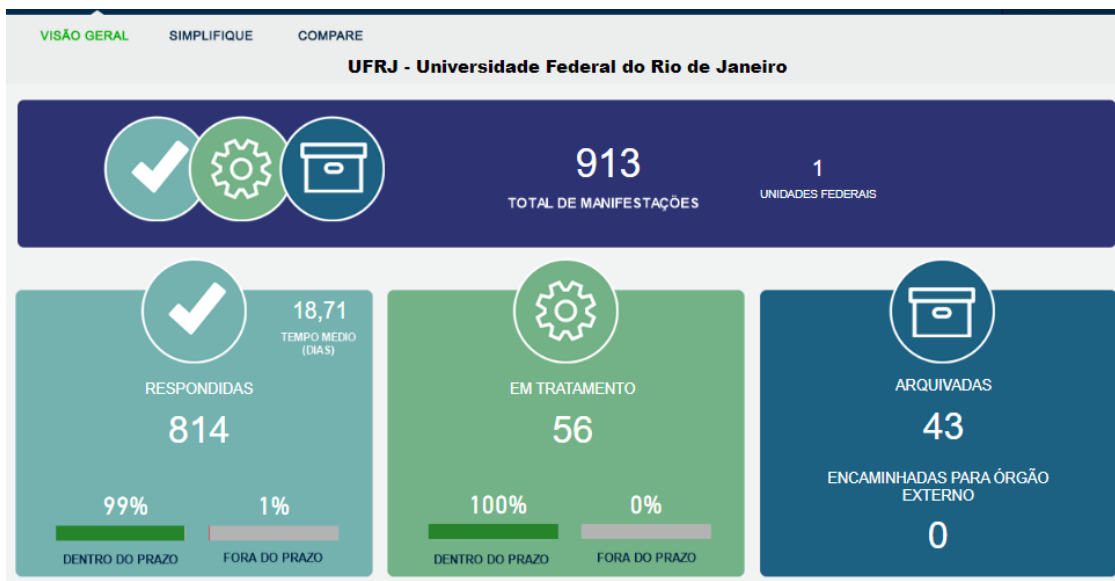 VISÃO GERAL SIMPLIFIQUE COMPARE
UFRJ - Universidade Federal do Rio de Janeiro
913
TOTAL DE MANIFESTAÇÕES
1
UNIDADES FEDERAIS
18,71
TEMPO MÉDIO
(DIAS)
RESPONDIDAS
814
99% 1%
DENTRO DO PRAZO FORA DO PRAZO
EM TRATAMENTO
56
100% 0%
DENTRO DO PRAZO FORA DO PRAZO
ARQUIVADAS
43
ENCAMINHADAS PARA ÓRGÃO
EXTERNO
0